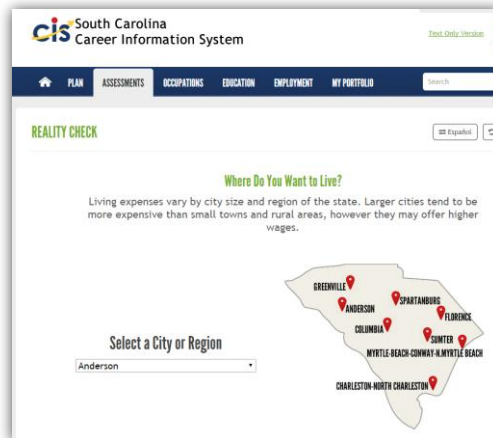 cis South Carolina
Career Information System
Text Only Version
PLAN ASSESSMENTS OCCUPATIONS EDUCATION EMPLOYMENT MY PORTFOLIO Search
REALITY CHECK Español
Where Do You Want to Live?
Living expenses vary by city size and region of the state. Larger cities tend to be
more expensive than small towns and rural areas, however they may offer higher
wages.
GREENVILLE
ANDERSON
SPARTANBURG
FLORENCE
COLUMBIA
SUMTER
MYRTLE-BEACH-CONWAY-N.MYRTLE BEACH
CHARLESTON-NORTH CHARLESTON
Select a City or Region
Anderson